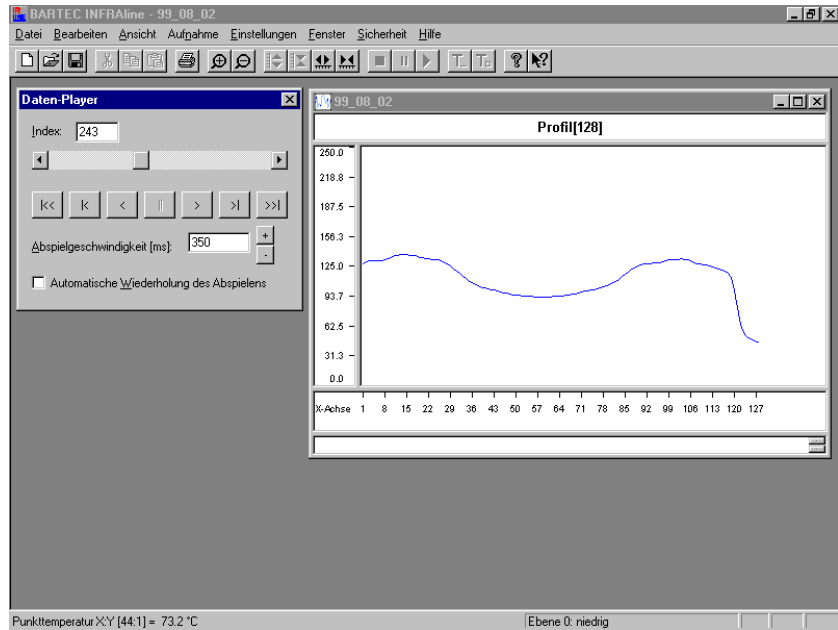 BARTEC INFRAline - 99_08_02
Datei Bearbeiten Ansicht Aufnahme Einstellungen Fenster Sicherheit Hilfe
Daten-Player
Index: 243
|<< |< < || > >| >>|
Abspielgeschwindigkeit [ms]: 350
+
-
Automatische Wiederholung des Abspielens
99_08_02
Profil[128]
250.0
218.8
187.5
156.3
125.0
93.7
62.5
31.3
0.0
X-Achse 1 8 15 22 29 36 43 50 57 64 71 78 85 92 99 106 113 120 127
Punkttemperatur X:Y [44:1] = 73.2 °C
Ebene 0: niedrig